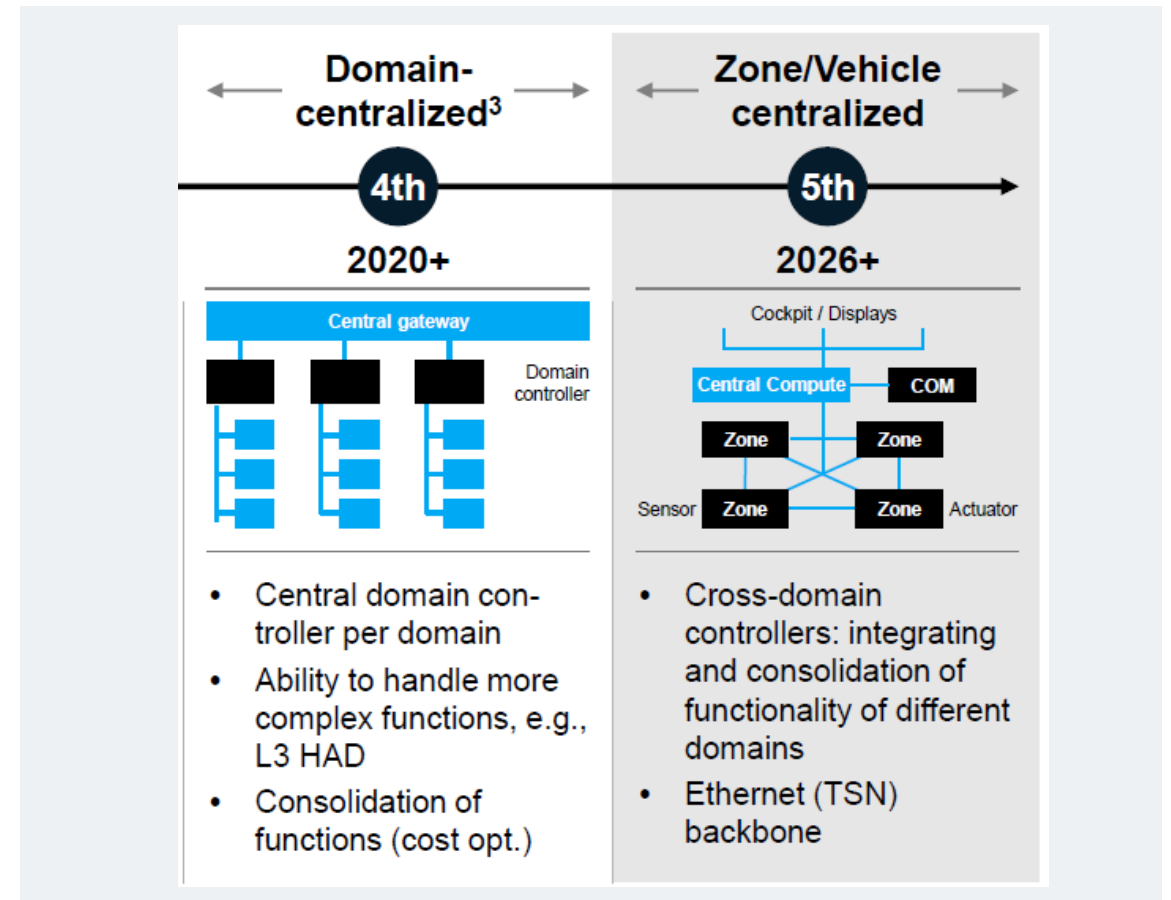 Domain-
centralized³
4th
2020+
Central gateway
Domain
controller
• Central domain con-
troller per domain
• Ability to handle more
complex functions, e.g.,
L3 HAD
• Consolidation of
functions (cost opt.)
Zone/Vehicle
centralized
5th
2026+
Cockpit / Displays
Central Compute
COM
Zone
Zone
Sensor
Zone
Zone
Actuator
• Cross-domain
controllers: integrating
and consolidation of
functionality of different
domains
• Ethernet (TSN)
backbone